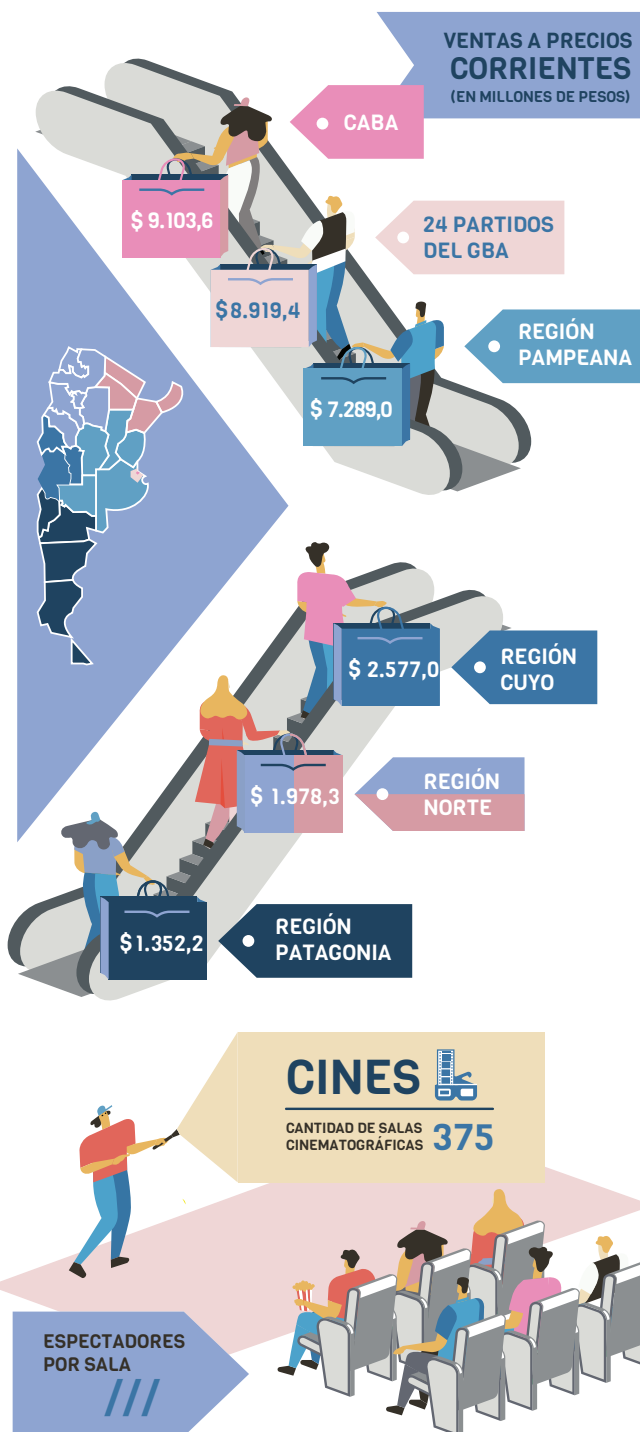 VENTAS A PRECIOS
CORRIENTES
(EN MILLONES DE PESOS)
CABA
$ 9.103,6
24 PARTIDOS
DEL GBA
$8.919,4
REGIÓN
PAMPEANA
$ 7.289,0
REGIÓN
CUYO
$ 2.577,0
REGIÓN
NORTE
$ 1.978,3
REGIÓN
PATAGONIA
$1.352,2
CINES
CANTIDAD DE SALAS
CINEMATOGRÁFICAS 375
ESPECTADORES
POR SALA
///